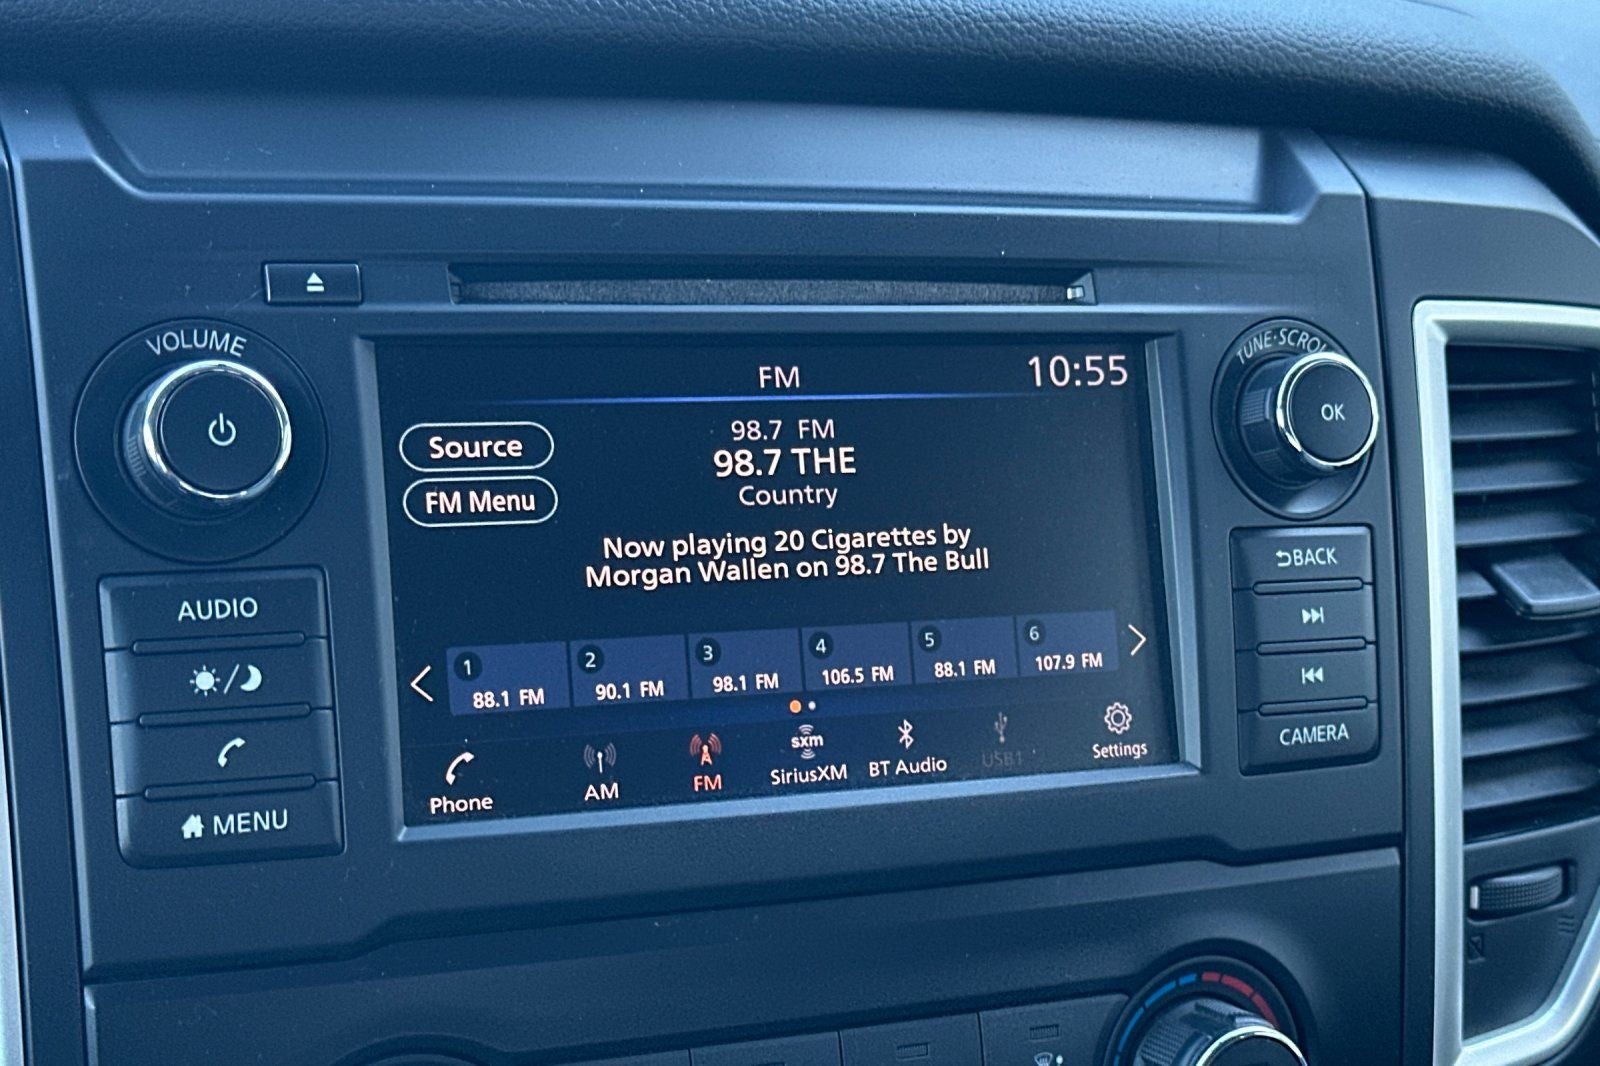 VOLUME
TUNE·SCROLL
OK
FM
10:55
Source
FM Menu
98.7 FM
98.7 THE
Country
Now playing 20 Cigarettes by
Morgan Wallen on 98.7 The Bull
1
88.1 FM
2
90.1 FM
3
98.1 FM
4
106.5 FM
5
88.1 FM
6
107.9 FM
Phone
AM
FM
sxm
SiriusXM
BT Audio
USB1
Settings
AUDIO
MENU
BACK
CAMERA